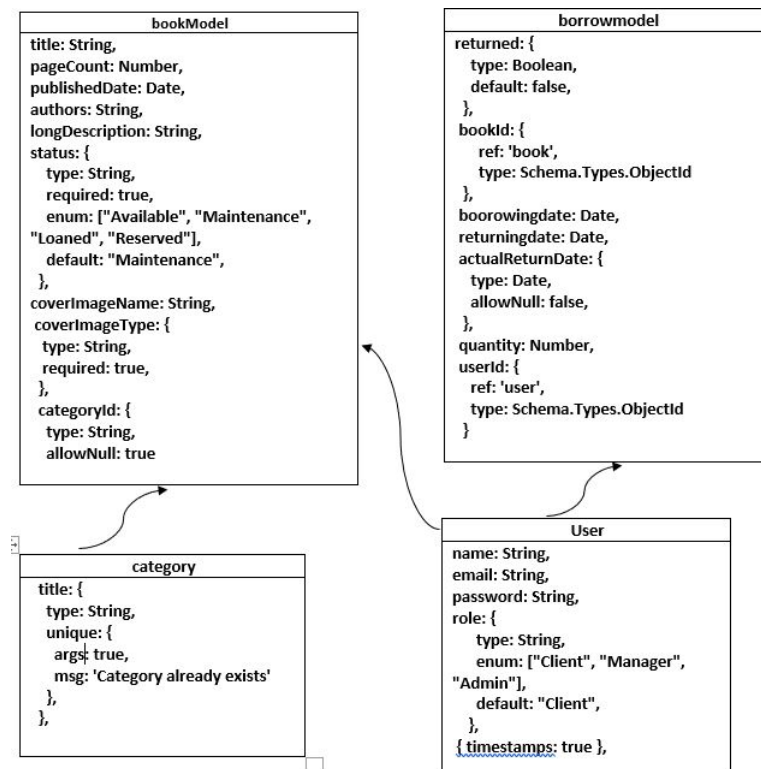 bookModel
title: String,
pageCount: Number,
publishedDate: Date,
authors: String,
longDescription: String,
status: {
type: String,
required: true,
enum: ["Available", "Maintenance",
"Loaned", "Reserved"],
default: "Maintenance",
},
coverImageName: String,
coverImageType: {
type: String,
required: true,
},
categoryId: {
type: String,
allowNull: true
borrowmodel
returned: {
type: Boolean,
default: false,
},
bookId: {
ref: 'book',
type: Schema.Types.ObjectId
},
boorowingdate: Date,
returningdate: Date,
actualReturnDate: {
type: Date,
allowNull: false,
},
quantity: Number,
userId: {
ref: 'user',
type: Schema.Types.ObjectId
}
category
title: {
type: String,
unique: {
args: true,
msg: 'Category already exists'
},
},
User
name: String,
email: String,
password: String,
role: {
type: String,
enum: ["Client", "Manager",
"Admin"],
default: "Client",
},
{ timestamps: true },